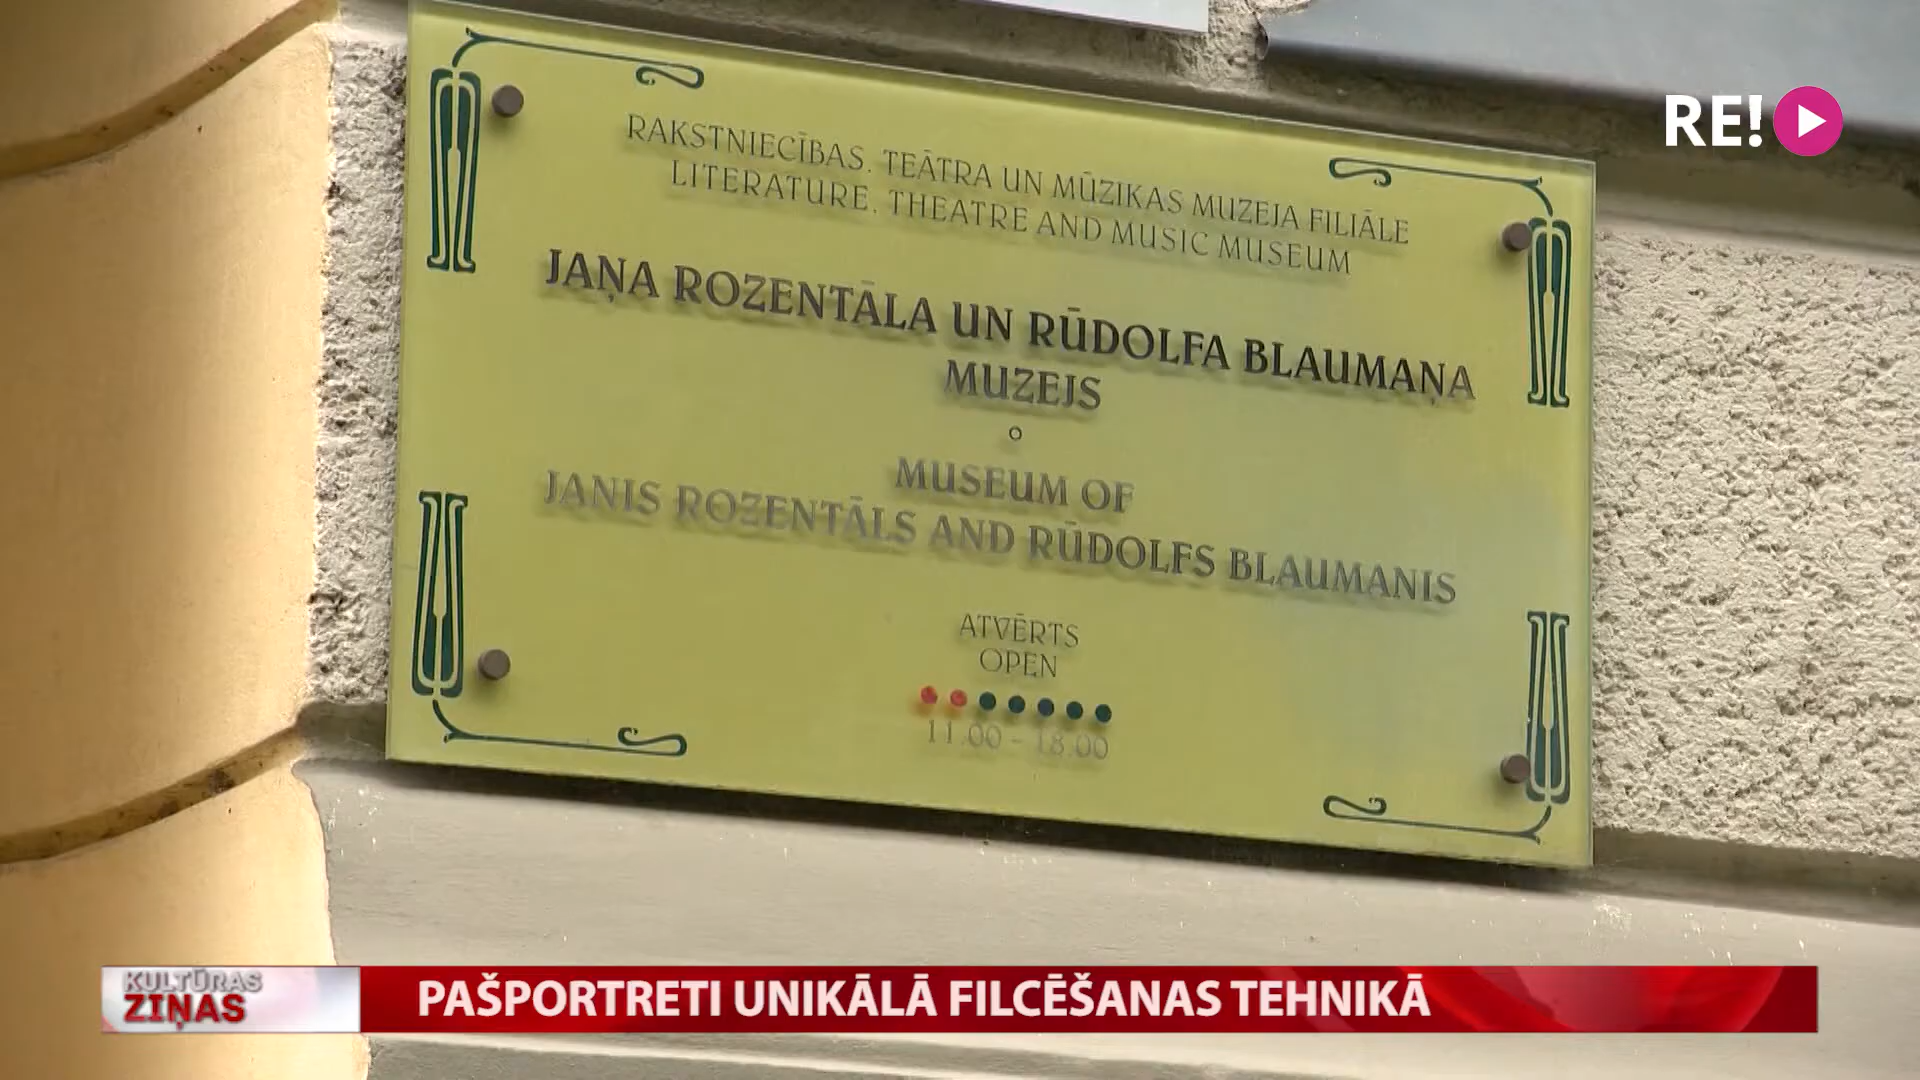 RE!
RAKSTNIECĪBAS, TEĀTRA UN MŪZIKAS MUZEJA FILIĀLE
LITERATURE, THEATRE AND MUSIC MUSEUM
JAŅA ROZENTĀLA UN RŪDOLFA BLAUMAŅA
MUZEJS
MUSEUM OF
JANIS ROZENTĀLS AND RŪDOLFS BLAUMANIS
ATVĒRTS
OPEN
11.00 - 18.00
KULTŪRAS
ZIŅAS
PAŠPORTRETI UNIKĀLĀ FILCĒŠANAS TEHNIKĀ